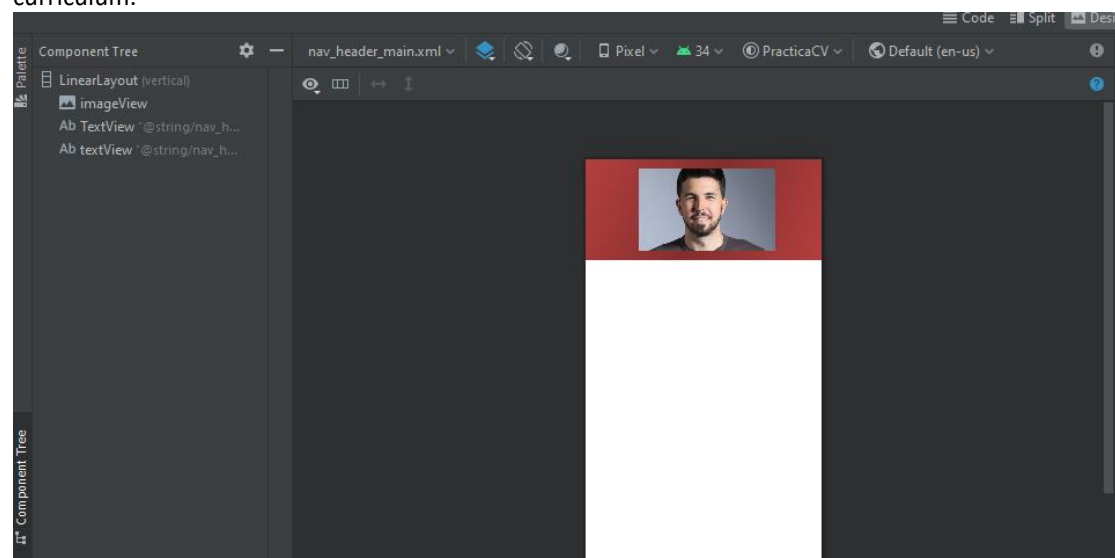 curriculum.
Code Split Desi
Palette
Component Tree
nav_header_main.xml Pixel 34 PracticaCV Default (en-us)
LinearLayout (vertical)
imageView
Ab TextView "@string/nav_h...
Ab textView "@string/nav_h...
Component Tree